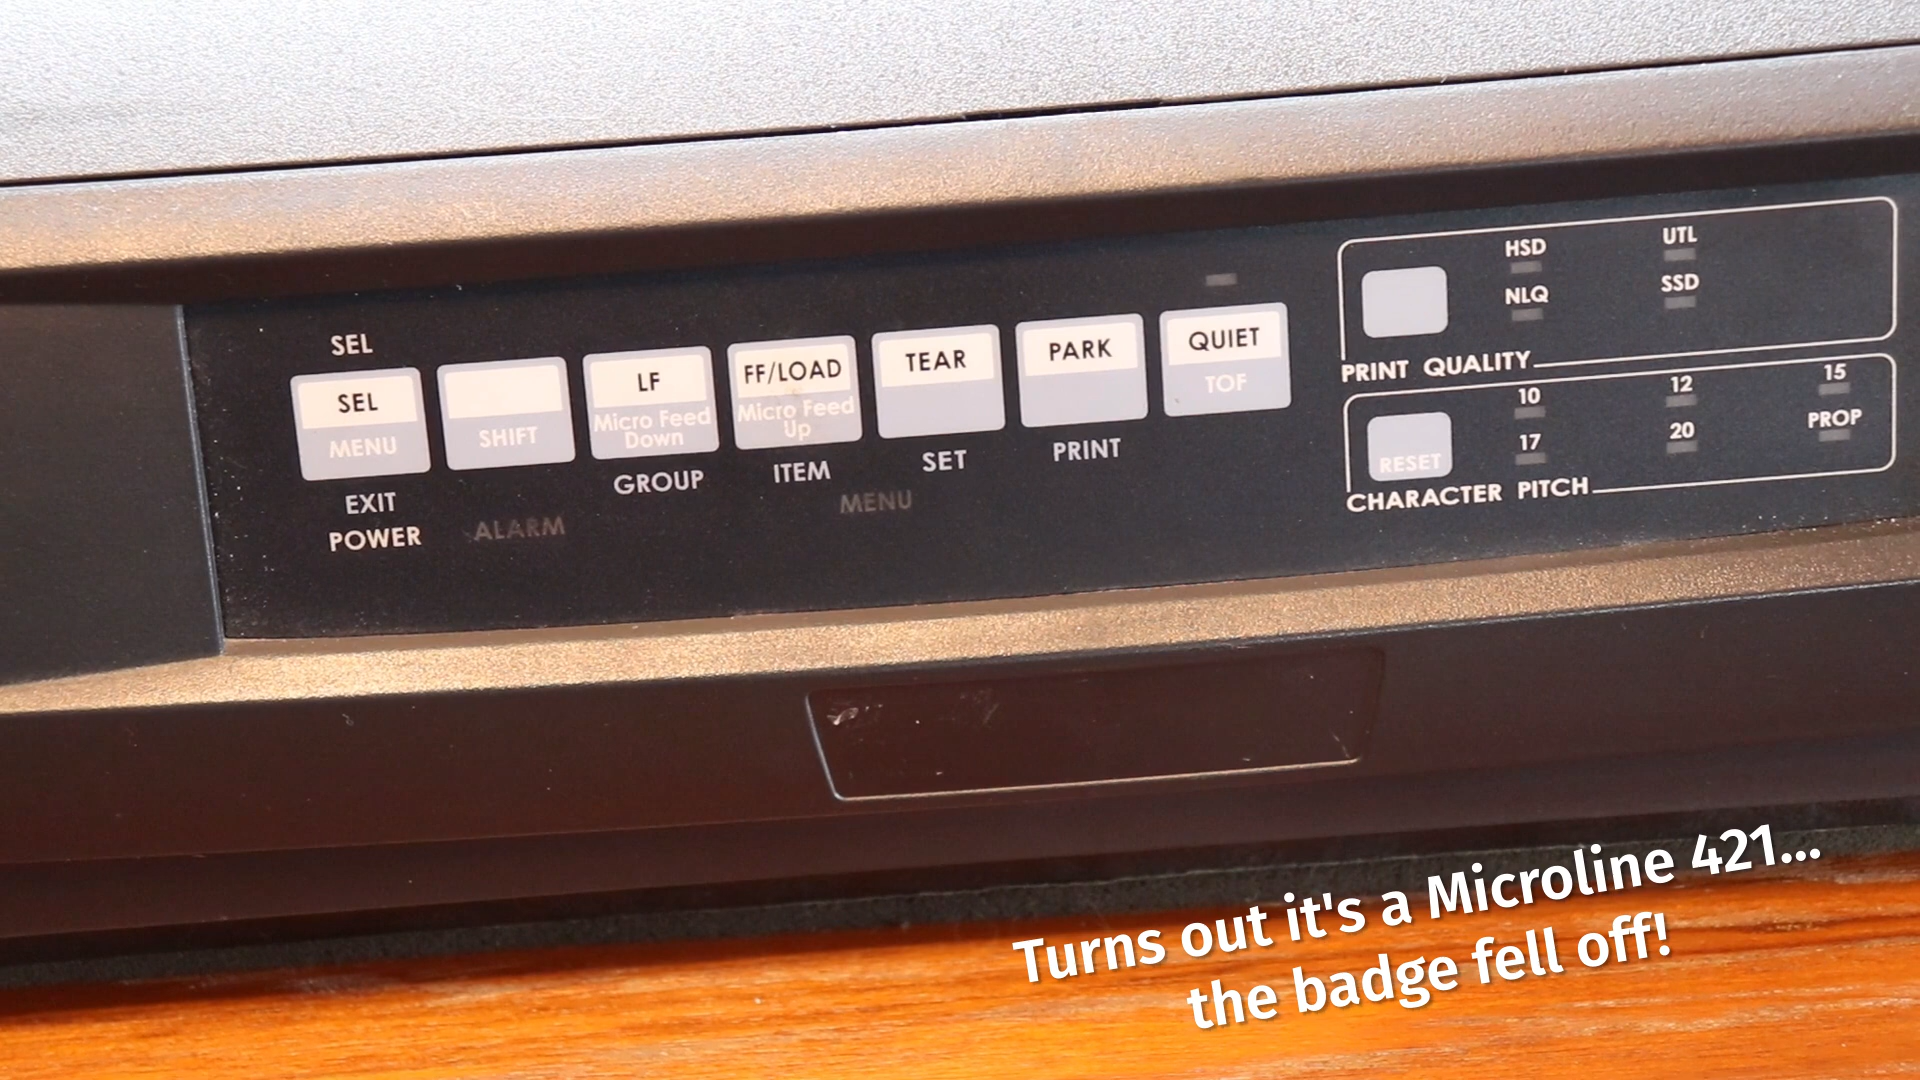 SEL
SEL
MENU
EXIT
POWER
SHIFT
ALARM
LF
Micro Feed
Down
GROUP
FF/LOAD
Micro Feed
Up
ITEM
MENU
TEAR
SET
PARK
PRINT
QUIET
TOF
HSD
UTL
NLQ
SSD
PRINT QUALITY
10
12
15
17
20
PROP
RESET
CHARACTER PITCH
Turns out it's a Microline 421...
the badge fell off!